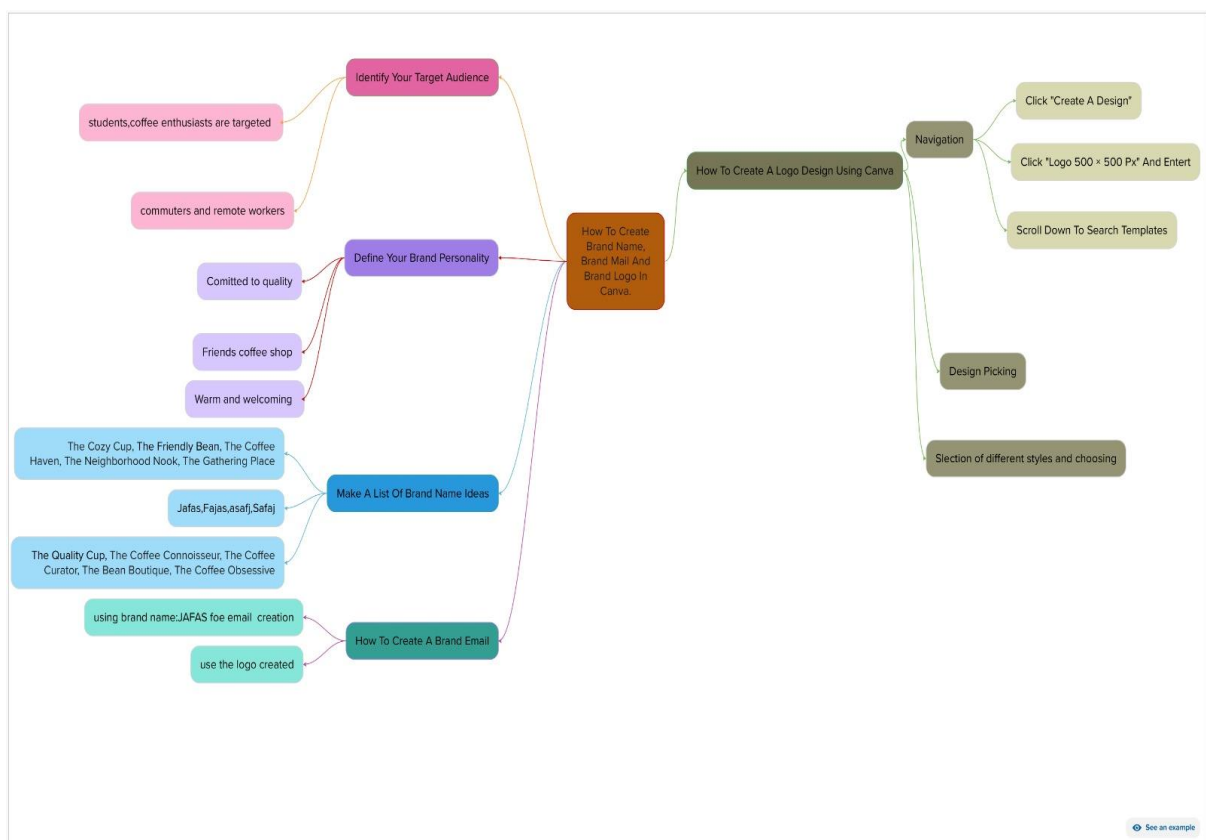 How To Create
Brand Name,
Brand Mail And
Brand Logo In
Canva.
Identify Your Target Audience
students,coffee enthusiasts are targeted
commuters and remote workers
Define Your Brand Personality
Comitted to quality
Friends coffee shop
Warm and welcoming
Make A List Of Brand Name Ideas
The Cozy Cup, The Friendly Bean, The Coffee
Haven, The Neighborhood Nook, The Gathering Place
Jafas,Fajas,asafj,Safaj
The Quality Cup, The Coffee Connoisseur, The Coffee
Curator, The Bean Boutique, The Coffee Obsessive
How To Create A Brand Email
using brand name:JAFAS foe email creation
use the logo created
How To Create A Logo Design Using Canva
Navigation
Click "Create A Design"
Click "Logo 500 × 500 Px" And Entert
Scroll Down To Search Templates
Design Picking
Slection of different styles and choosing
See an example